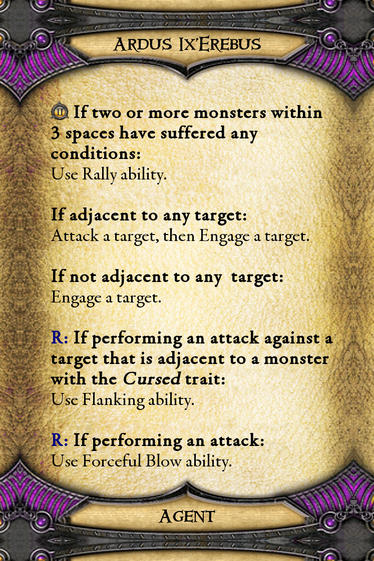 Ardus Ix'Erebus
If two or more monsters within
3 spaces have suffered any
conditions:
Use Rally ability.
If adjacent to any target:
Attack a target, then Engage a target.
If not adjacent to any target:
Engage a target.
R: If performing an attack against a
target that is adjacent to a monster
with the Cursed trait:
Use Flanking ability.
R: If performing an attack:
Use Forceful Blow ability.
Agent